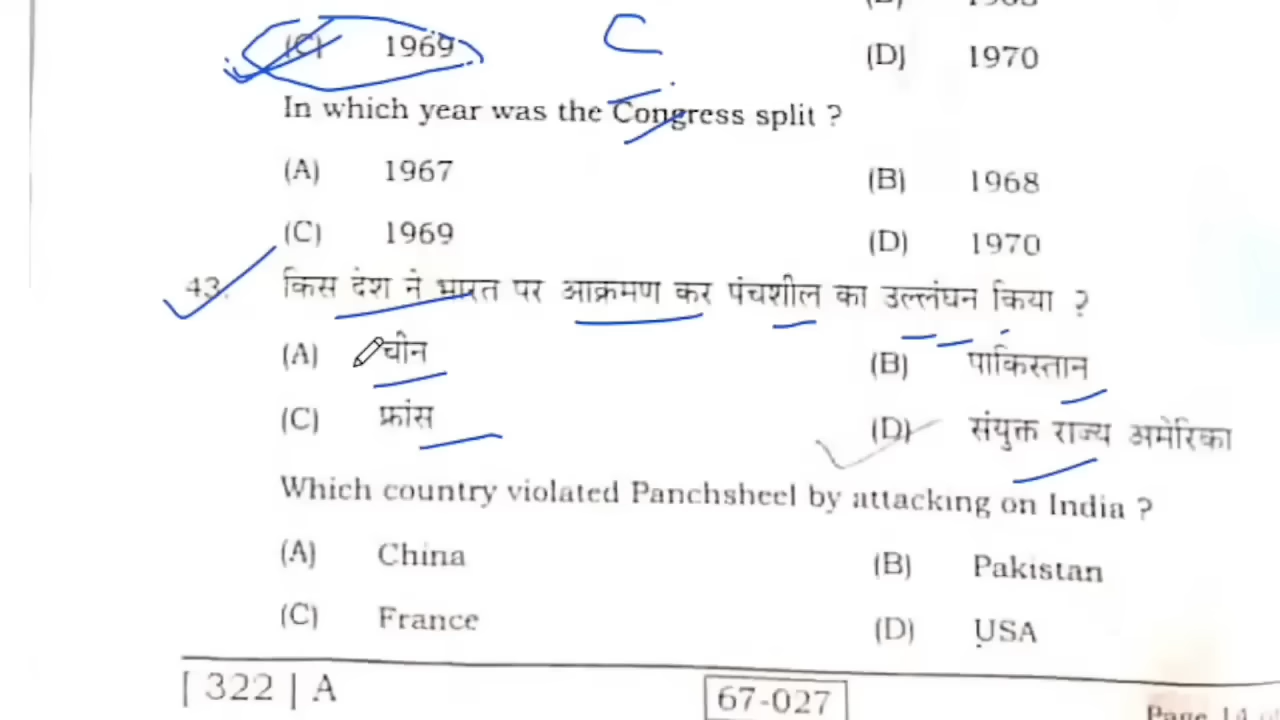 (C) 1969 C (D) 1970
In which year was the Congress split ?
(A) 1967 (B) 1968
(C) 1969 (D) 1970
43. किस देश ने भारत पर आक्रमण कर पंचशील का उल्लंघन किया ?
(A) चीन (B) पाकिस्तान
(C) फ्रांस (D) संयुक्त राज्य अमेरिका
Which country violated Panchsheel by attacking on India ?
(A) China (B) Pakistan
(C) France (D) USA
[ 322 ] A 67-027 Page 14